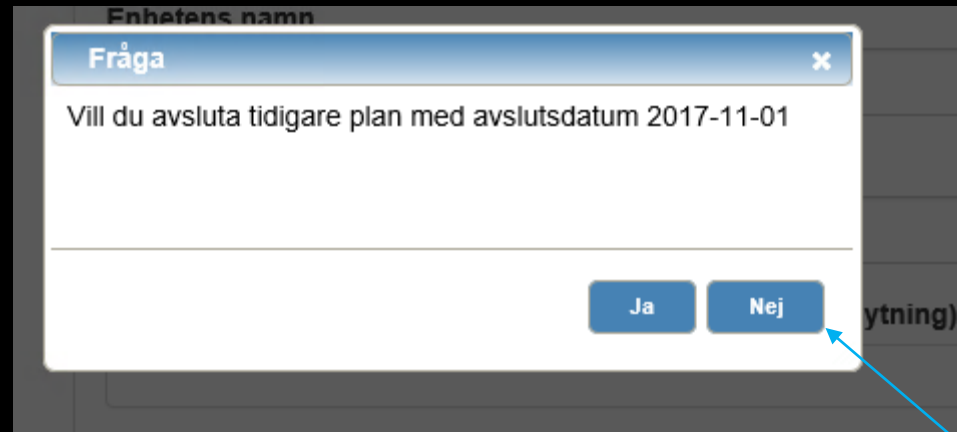 Enhetens namn
Fråga
Vill du avsluta tidigare plan med avslutsdatum 2017-11-01
Ja Nej
ytning)